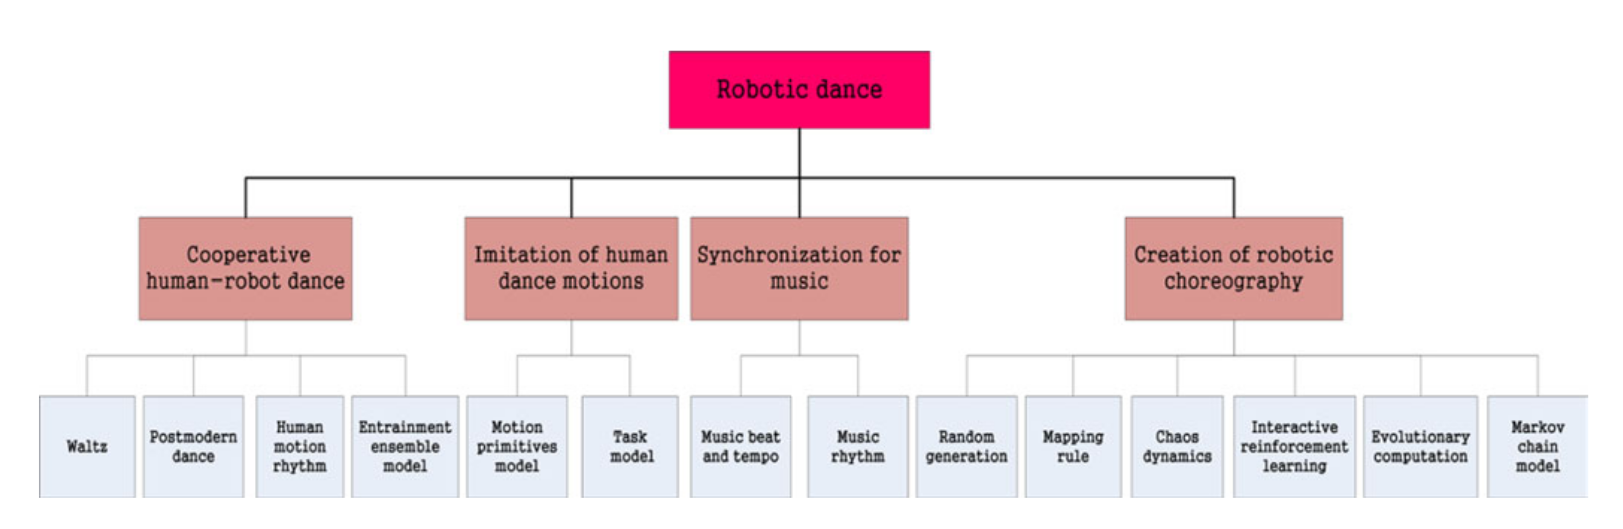 Robotic dance
Cooperative
human-robot dance
Imitation of human
dance motions
Synchronization for
music
Creation of robotic
choreography
Waltz
Postmodern
dance
Human
motion
rhythm
Entrainment
ensemble
model
Motion
primitives
model
Task
model
Music beat
and tempo
Music
rhythm
Random
generation
Mapping
rule
Chaos
dynamics
Interactive
reinforcement
learning
Evolutionary
computation
Markov
chain
model